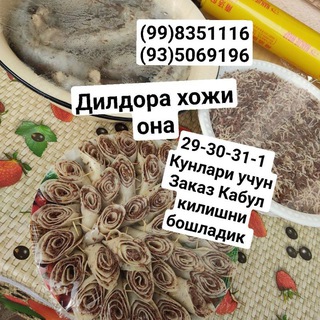 (99)8351116
(93)5069196
Дилдора хожи
она
29-30-31-1
Кунлари учун
Заказ Кабул
килишни
бошладик